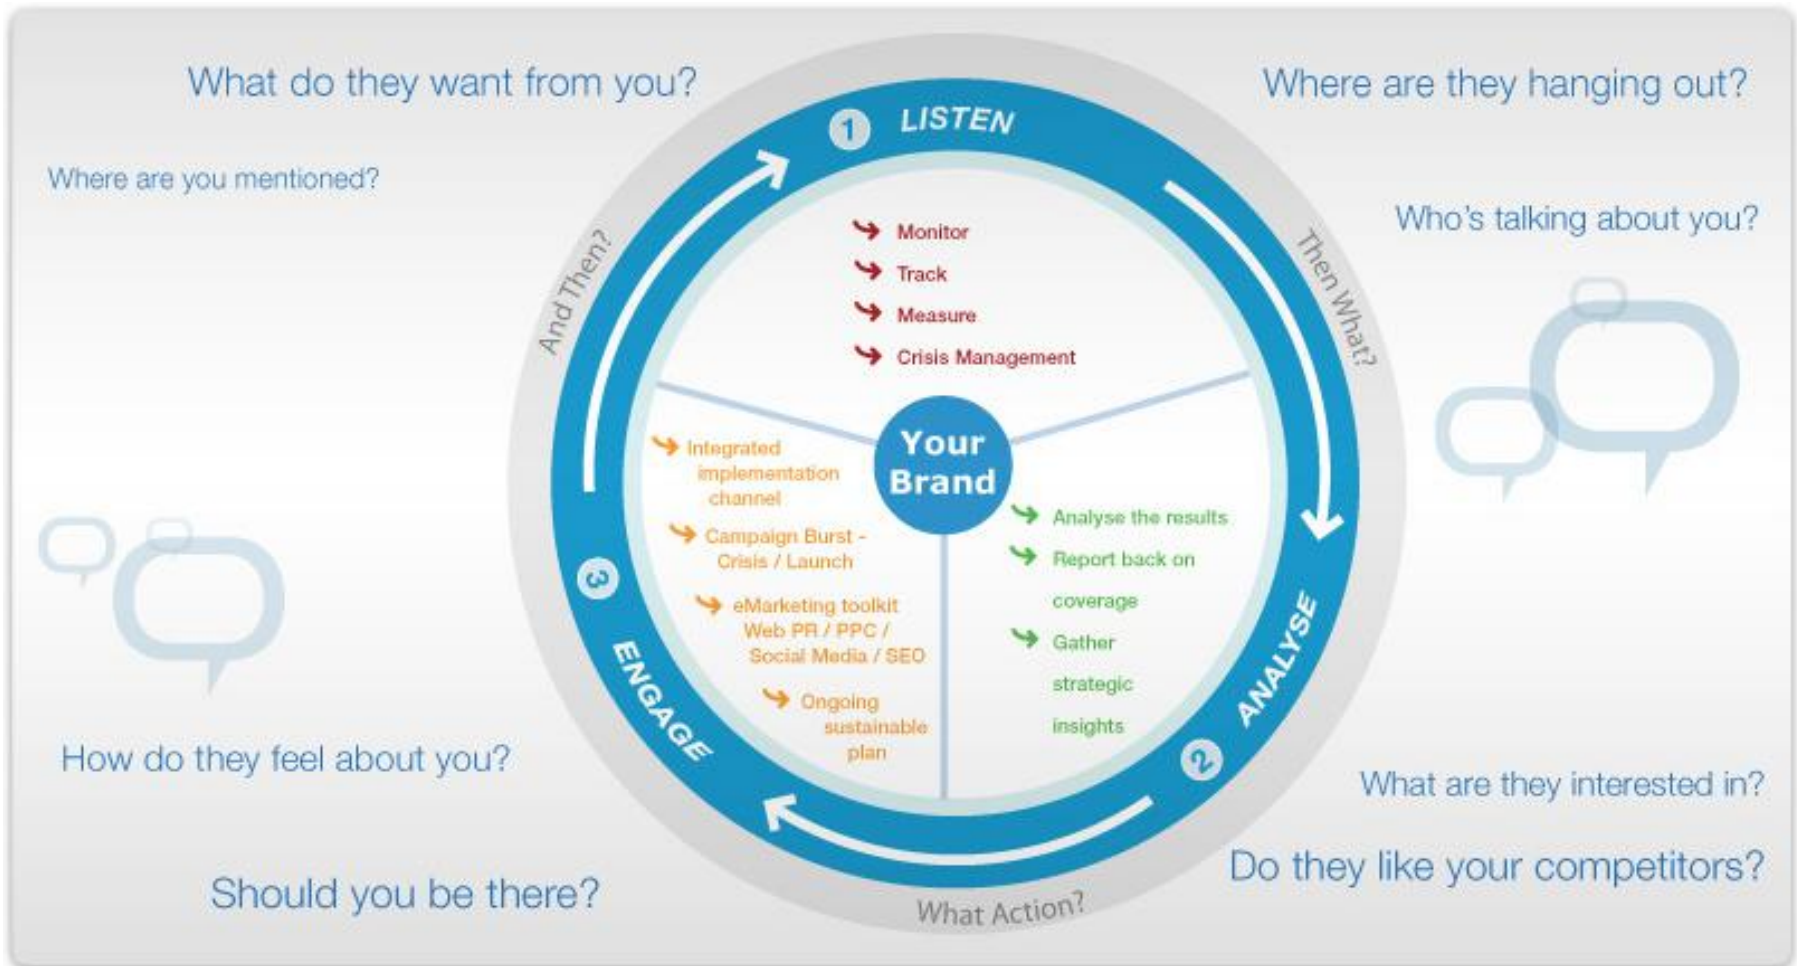 What do they want from you?
Where are they hanging out?
Where are you mentioned?
Who's talking about you?
1 LISTEN
And Then?
Then What?
Monitor
Track
Measure
Crisis Management
Your
Brand
Integrated
implementation
channel
Campaign Burst -
Crisis / Launch
eMarketing toolkit
Web PR / PPC /
Social Media / SEO
Ongoing
sustainable
plan
Analyse the results
Report back on
coverage
Gather
strategic
insights
2 ANALYSE
3 ENGAGE
What Action?
How do they feel about you?
Should you be there?
What are they interested in?
Do they like your competitors?